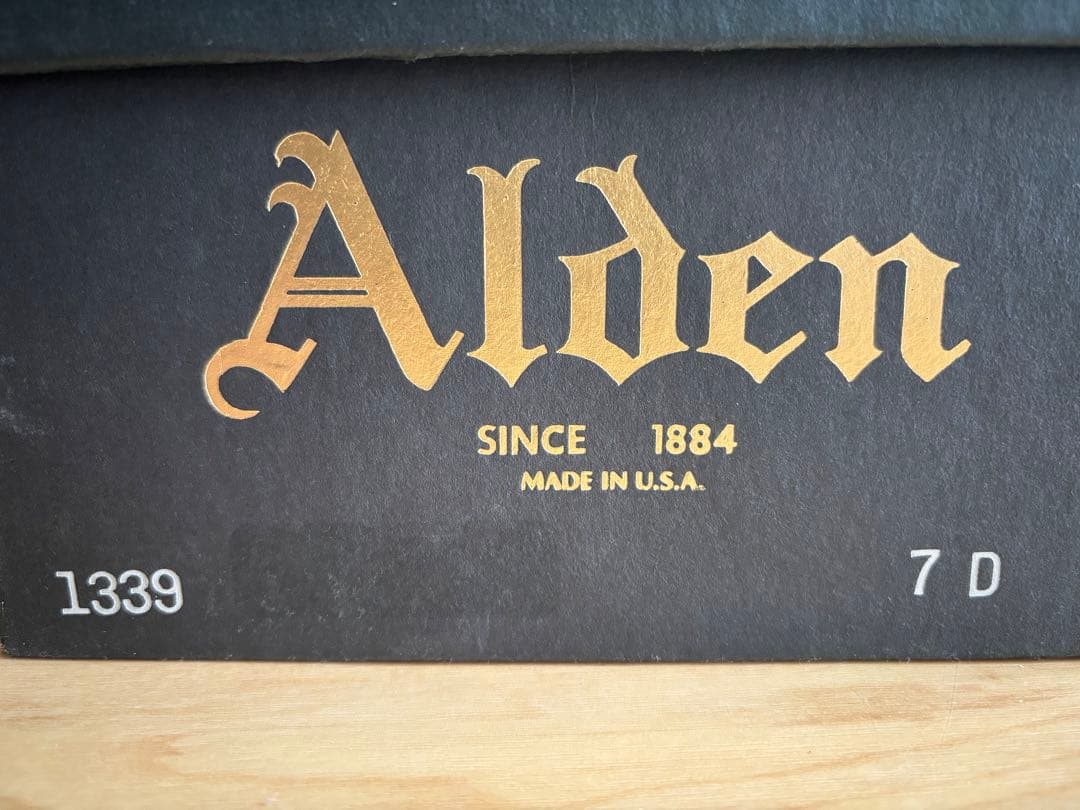 Alden
SINCE 1884
MADE IN U.S.A.
1339 7 D